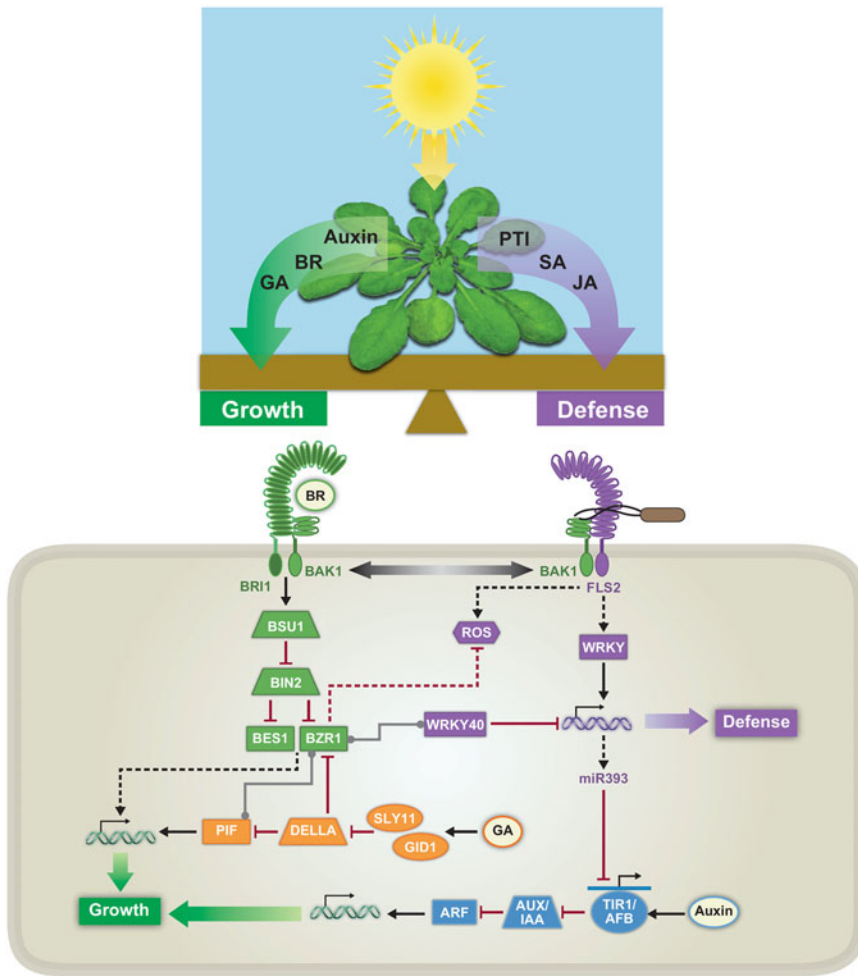 Auxin
BR
GA
PTI
SA
JA
Growth
Defense
BR
BRI1
BAK1
BAK1
FLS2
BSU1
ROS
WRKY
BIN2
BES1
BZR1
WRKY40
Defense
miR393
PIF
DELLA
SLY11
GID1
GA
Growth
ARF
AUX/
IAA
TIR1/
AFB
Auxin